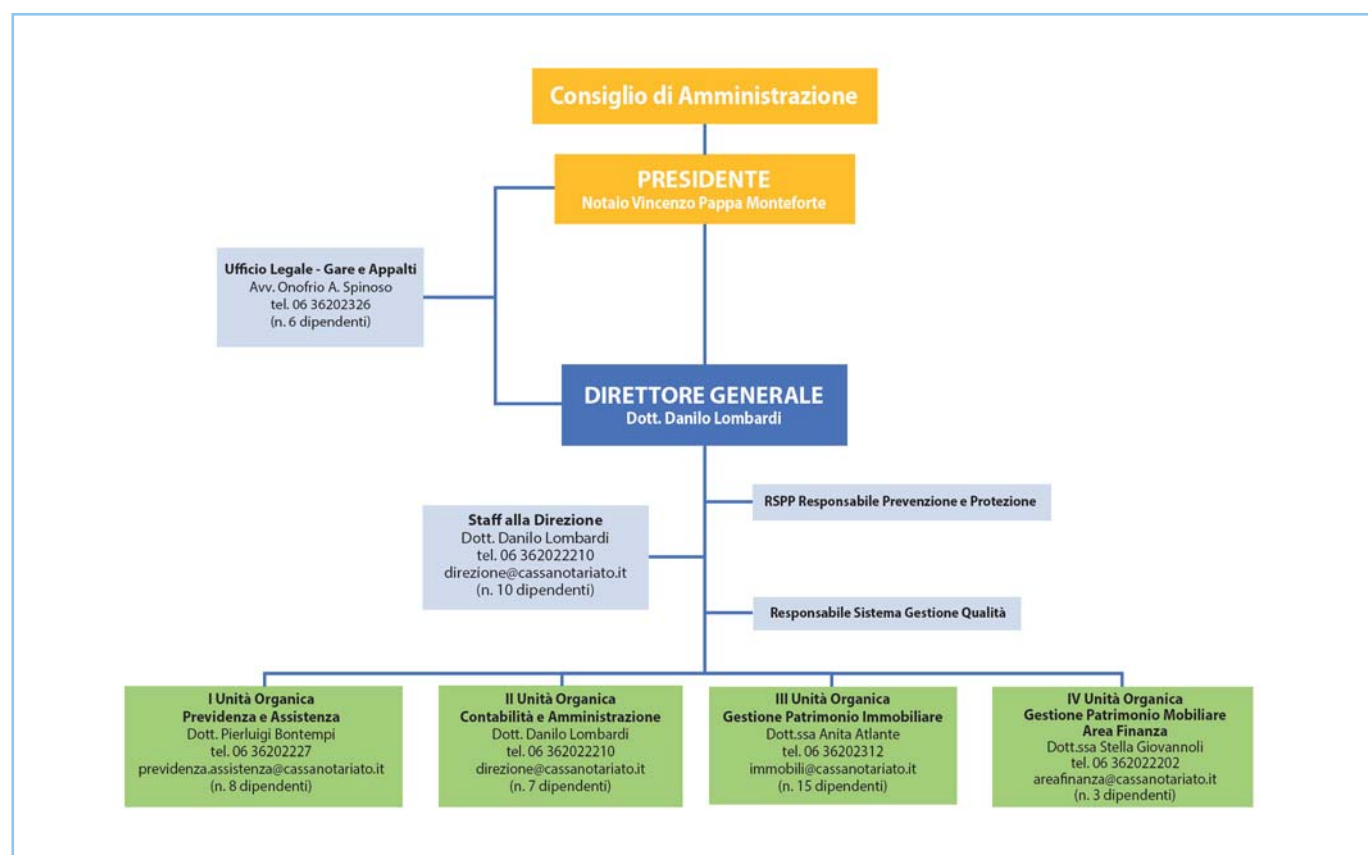 Consiglio di Amministrazione
PRESIDENTE
Notaio Vincenzo Pappa Monteforte
Ufficio Legale - Gare e Appalti
Avv. Onofrio A. Spinoso
tel. 06 36202326
(n. 6 dipendenti)
DIRETTORE GENERALE
Dott. Danilo Lombardi
RSPP Responsabile Prevenzione e Protezione
Staff alla Direzione
Dott. Danilo Lombardi
tel. 06 362022210
direzione@cassanotariato.it
(n. 10 dipendenti)
Responsabile Sistema Gestione Qualità
I Unità Organica
Previdenza e Assistenza
Dott. Pierluigi Bontempi
tel. 06 36202227
previdenza.assistenza@cassanotariato.it
(n. 8 dipendenti)
II Unità Organica
Contabilità e Amministrazione
Dott. Danilo Lombardi
tel. 06 362022210
direzione@cassanotariato.it
(n. 7 dipendenti)
III Unità Organica
Gestione Patrimonio Immobiliare
Dott.ssa Anita Atlante
tel. 06 36202312
immobili@cassanotariato.it
(n. 15 dipendenti)
IV Unità Organica
Gestione Patrimonio Mobiliare
Area Finanza
Dott.ssa Stella Giovannoli
tel. 06 362022202
areafinanza@cassanotariato.it
(n. 3 dipendenti)